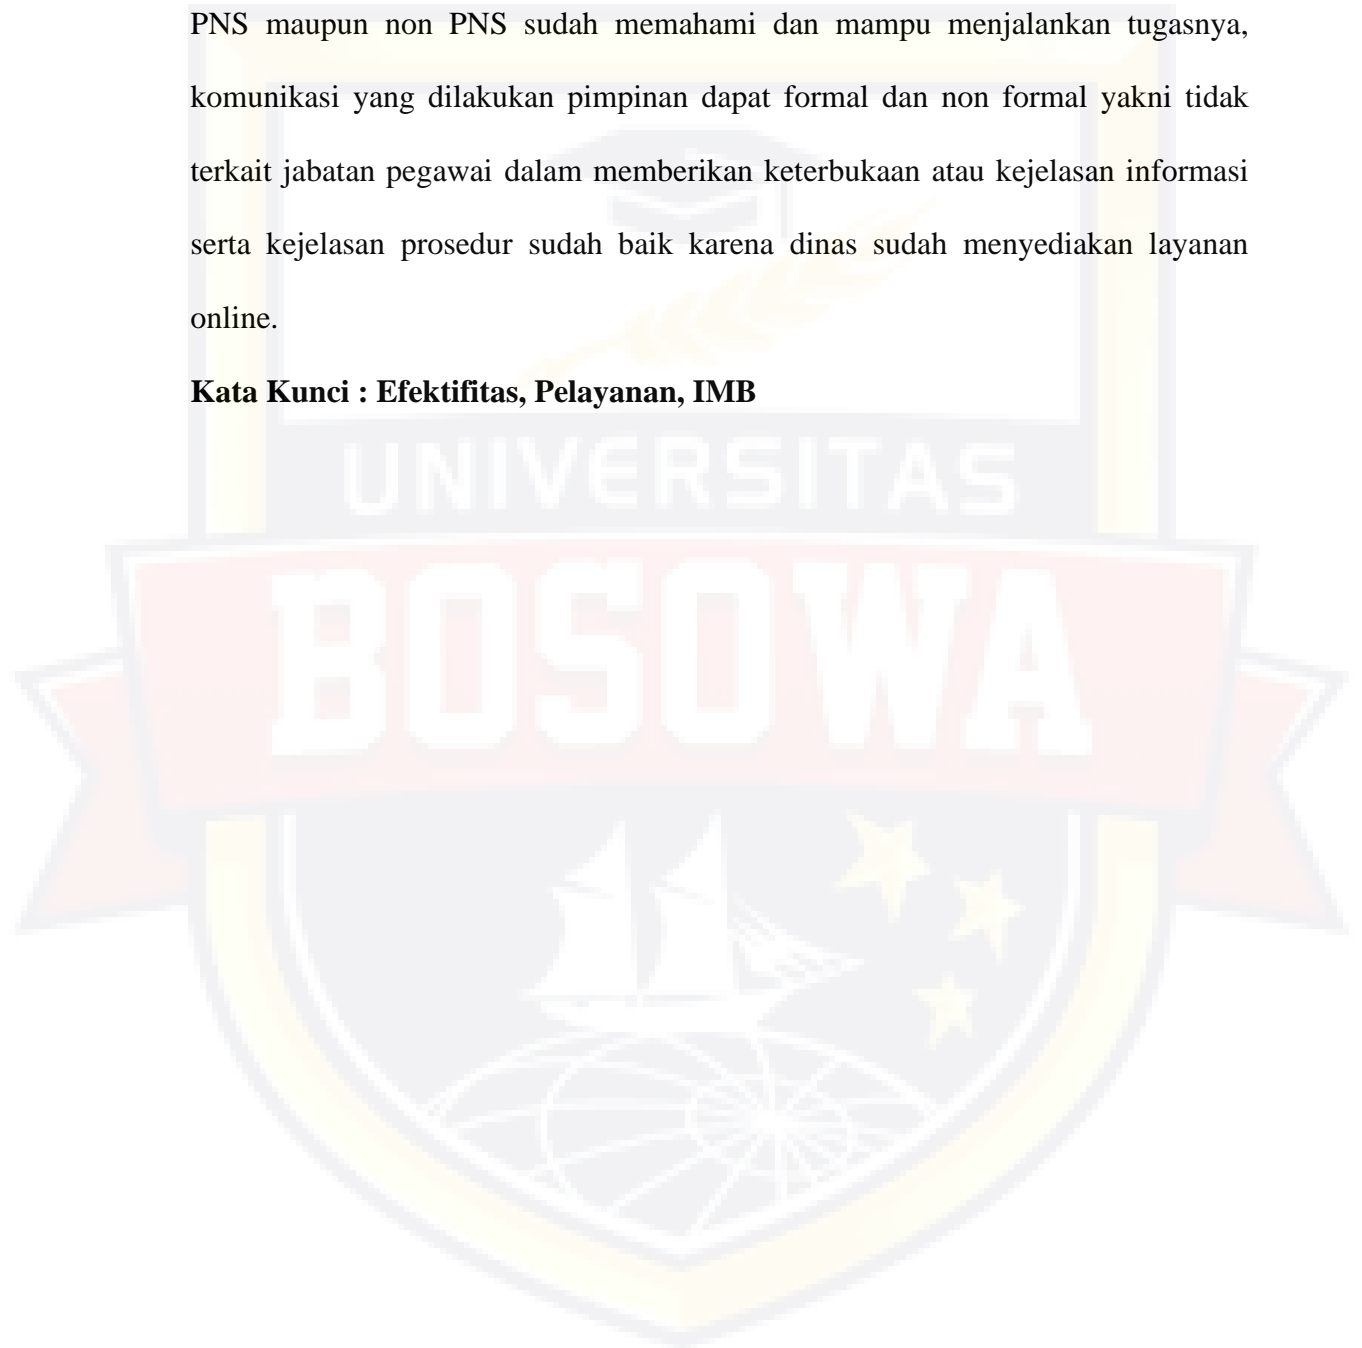 PNS maupun non PNS sudah memahami dan mampu menjalankan tugasnya,
komunikasi yang dilakukan pimpinan dapat formal dan non formal yakni tidak
terkait jabatan pegawai dalam memberikan keterbukaan atau kejelasan informasi
serta kejelasan prosedur sudah baik karena dinas sudah menyediakan layanan
online.
Kata Kunci : Efektifitas, Pelayanan, IMB
UNIVERSITAS
BOSOWA